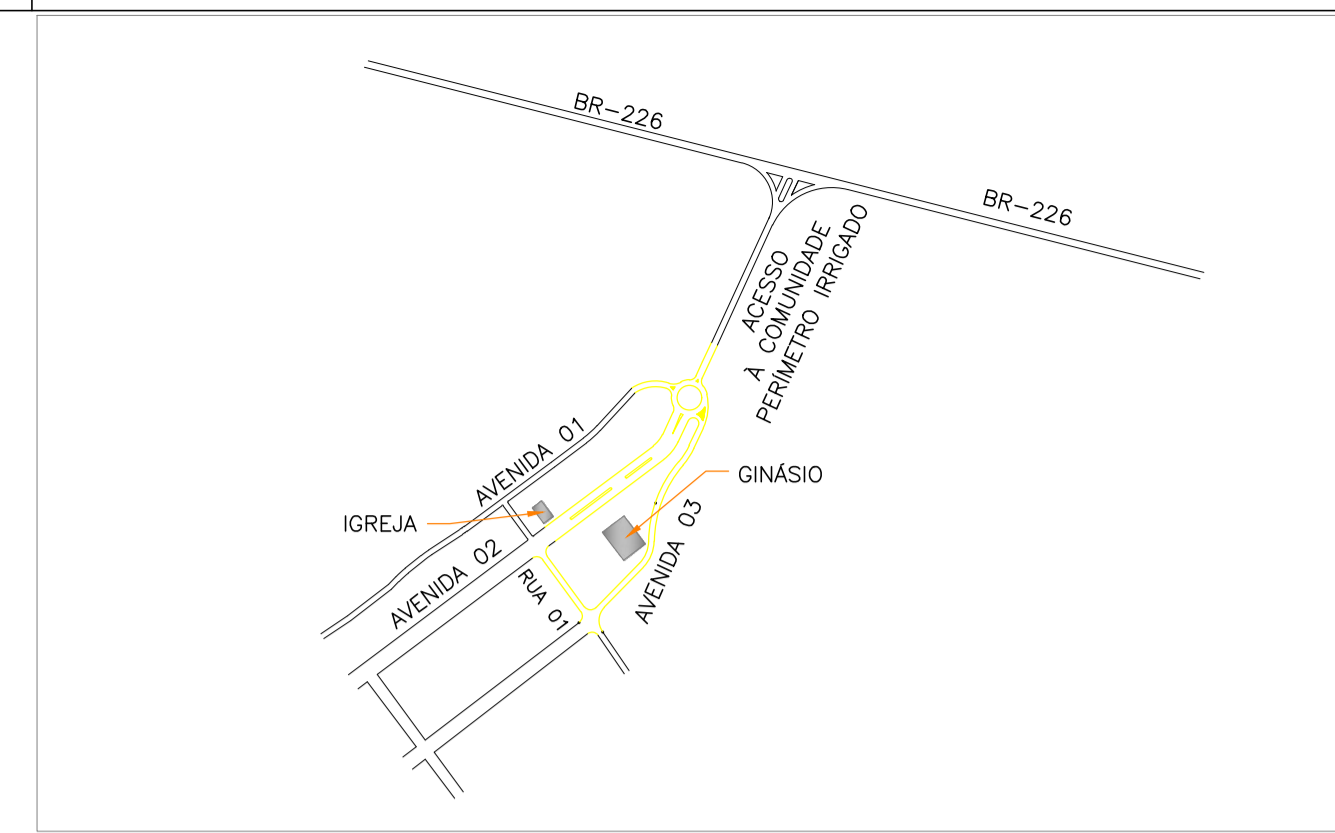 BR-226
BR-226
ACESSO
À COMUNIDADE
PERÍMETRO IRRIGADO
AVENIDA 01
GINÁSIO
IGREJA
AVENIDA 02
RUA 01
AVENIDA 03